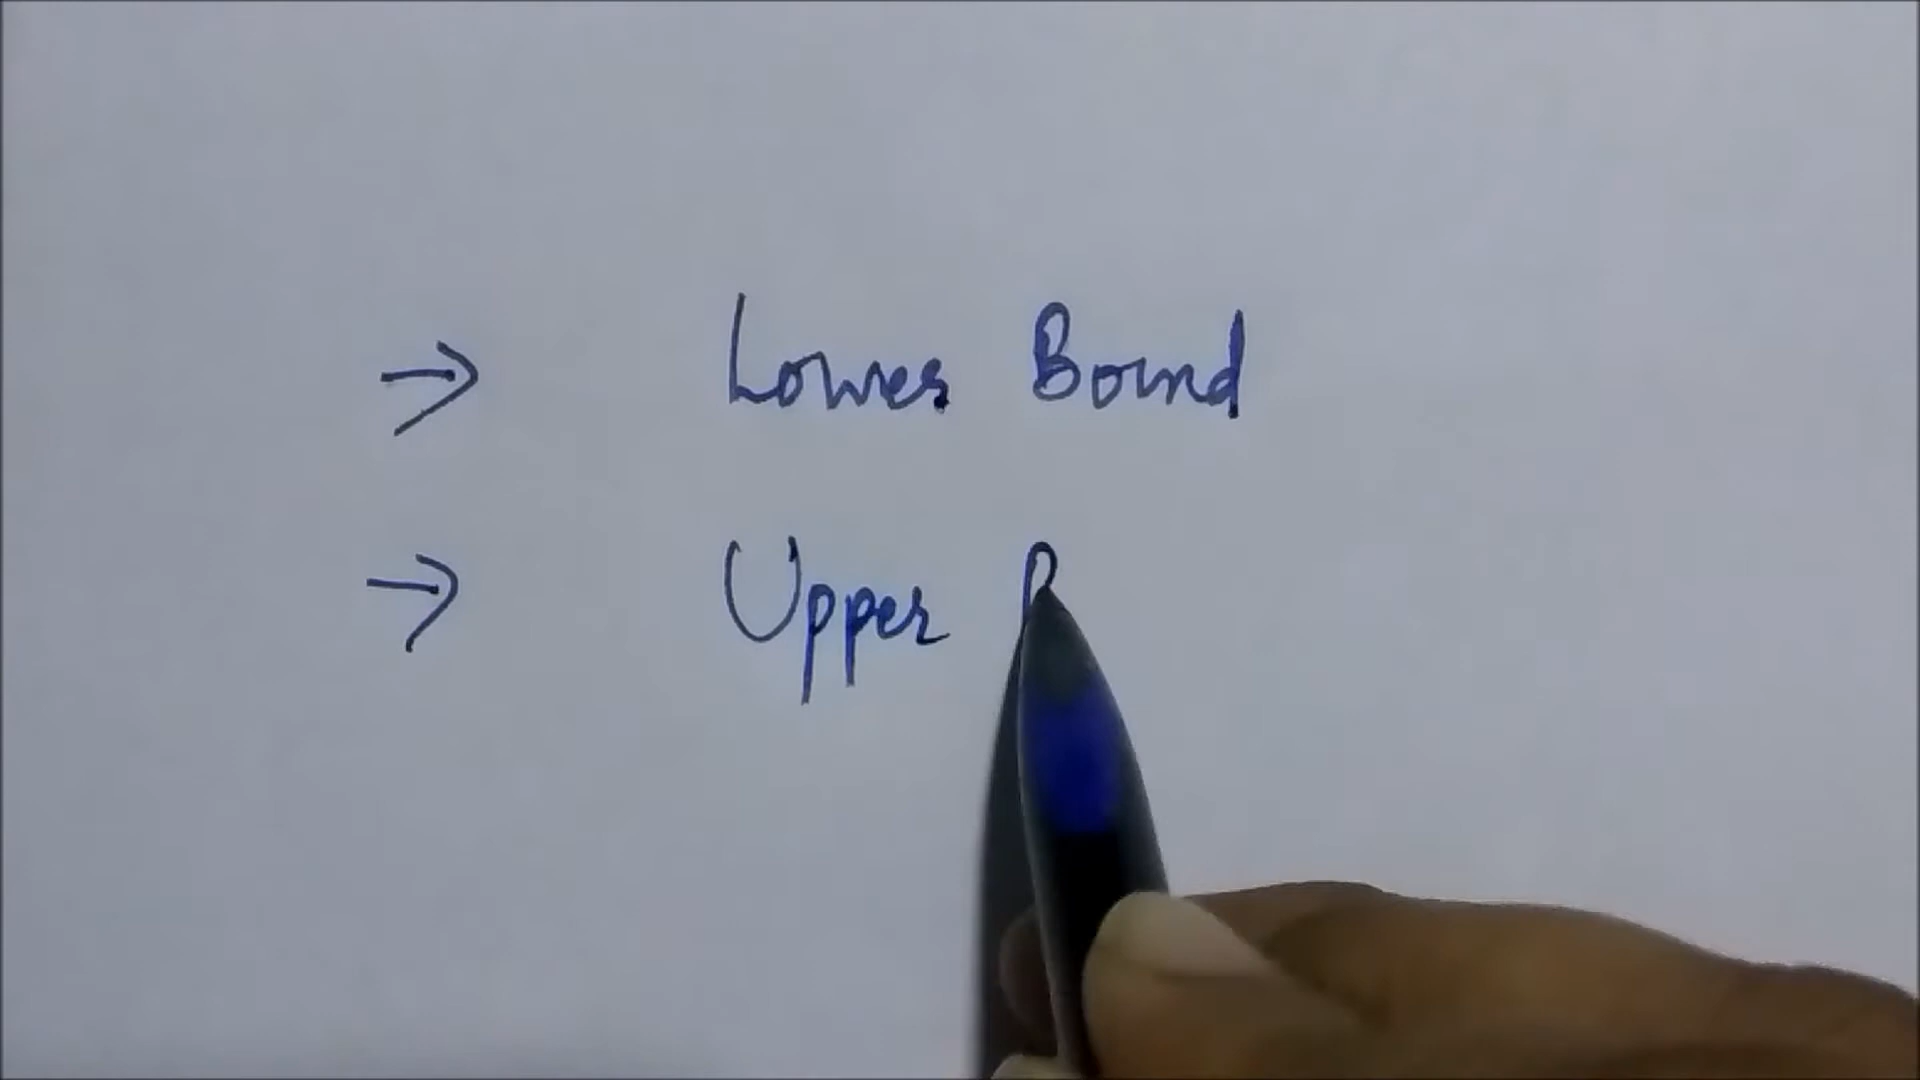 → Lower Bound
→ Upper B